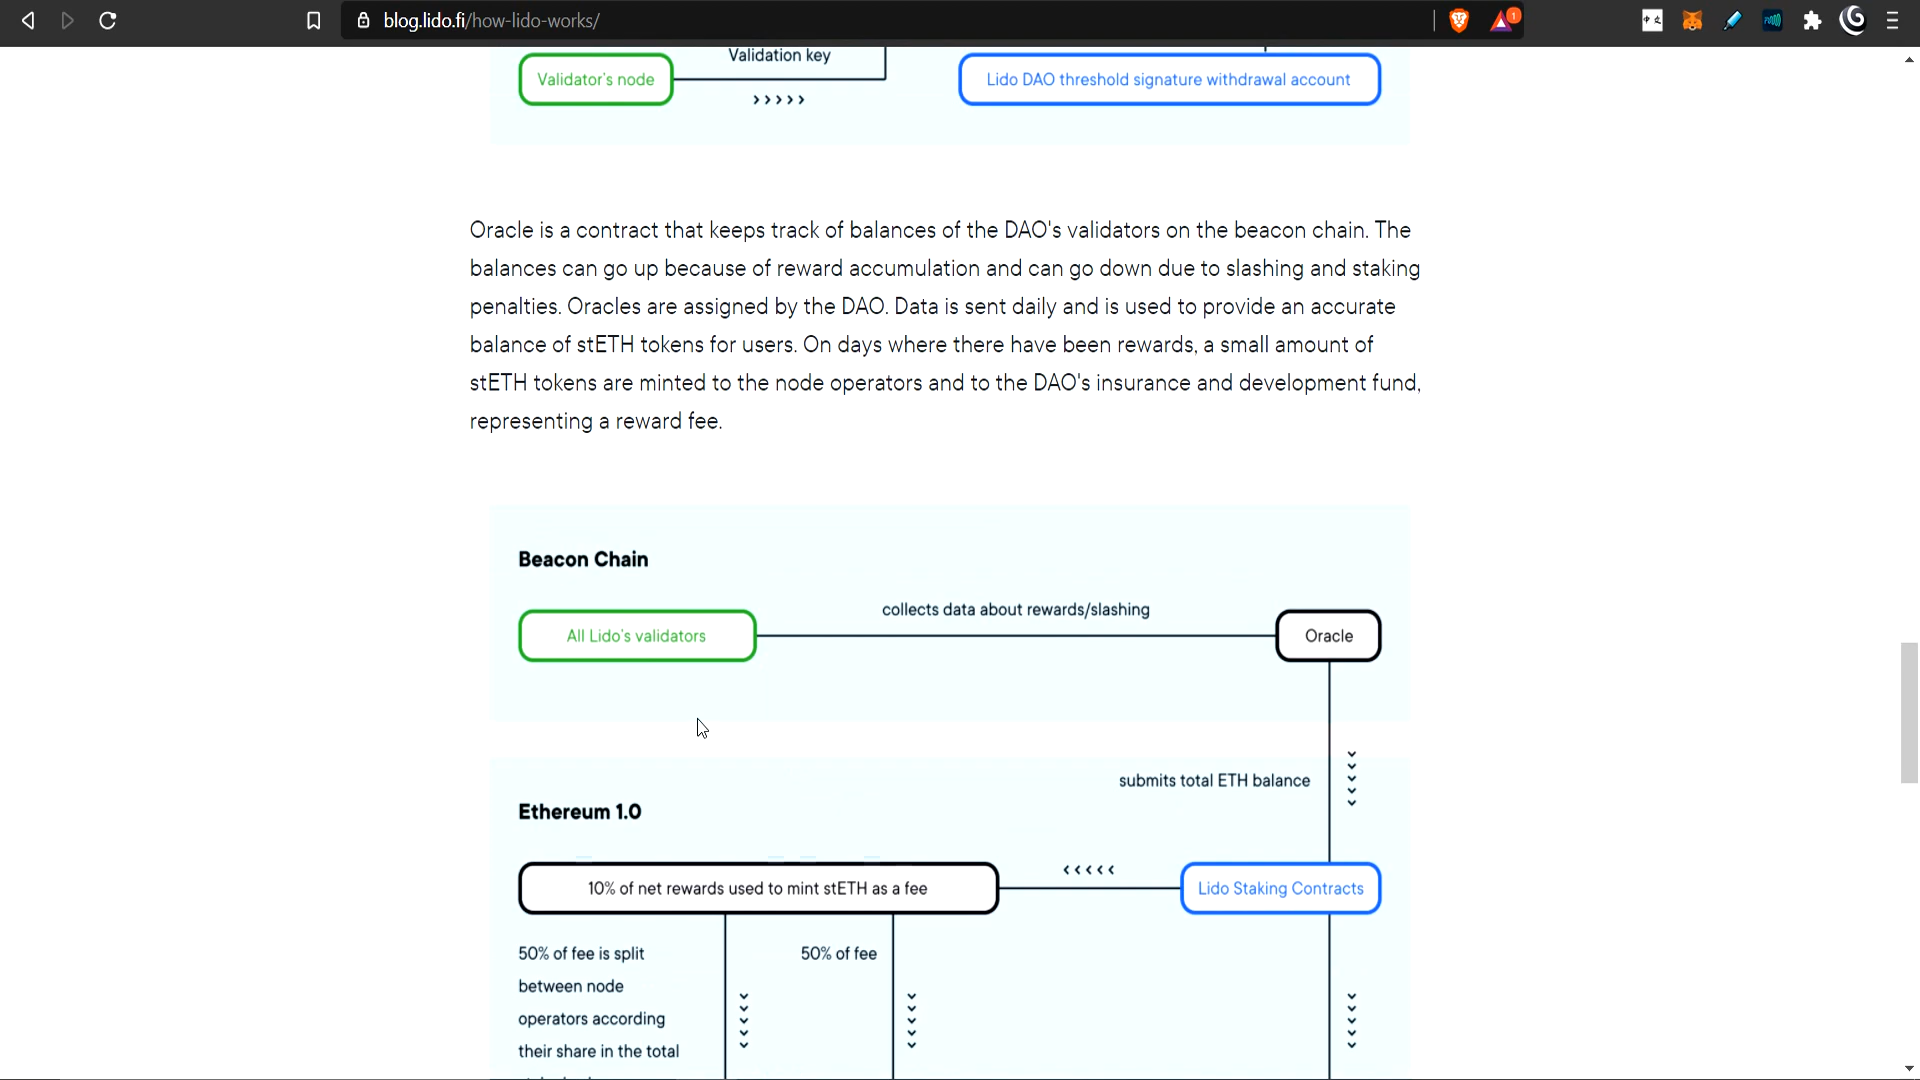 blog.lido.fi/how-lido-works/
1
Validation key
Validator's node
Lido DAO threshold signature withdrawal account
Oracle is a contract that keeps track of balances of the DAO's validators on the beacon chain. The
balances can go up because of reward accumulation and can go down due to slashing and staking
penalties. Oracles are assigned by the DAO. Data is sent daily and is used to provide an accurate
balance of stETH tokens for users. On days where there have been rewards, a small amount of
stETH tokens are minted to the node operators and to the DAO's insurance and development fund,
representing a reward fee.
Beacon Chain
collects data about rewards/slashing
All Lido's validators
Oracle
submits total ETH balance
Ethereum 1.0
10% of net rewards used to mint stETH as a fee
Lido Staking Contracts
50% of fee is split
between node
operators according
their share in the total
50% of fee